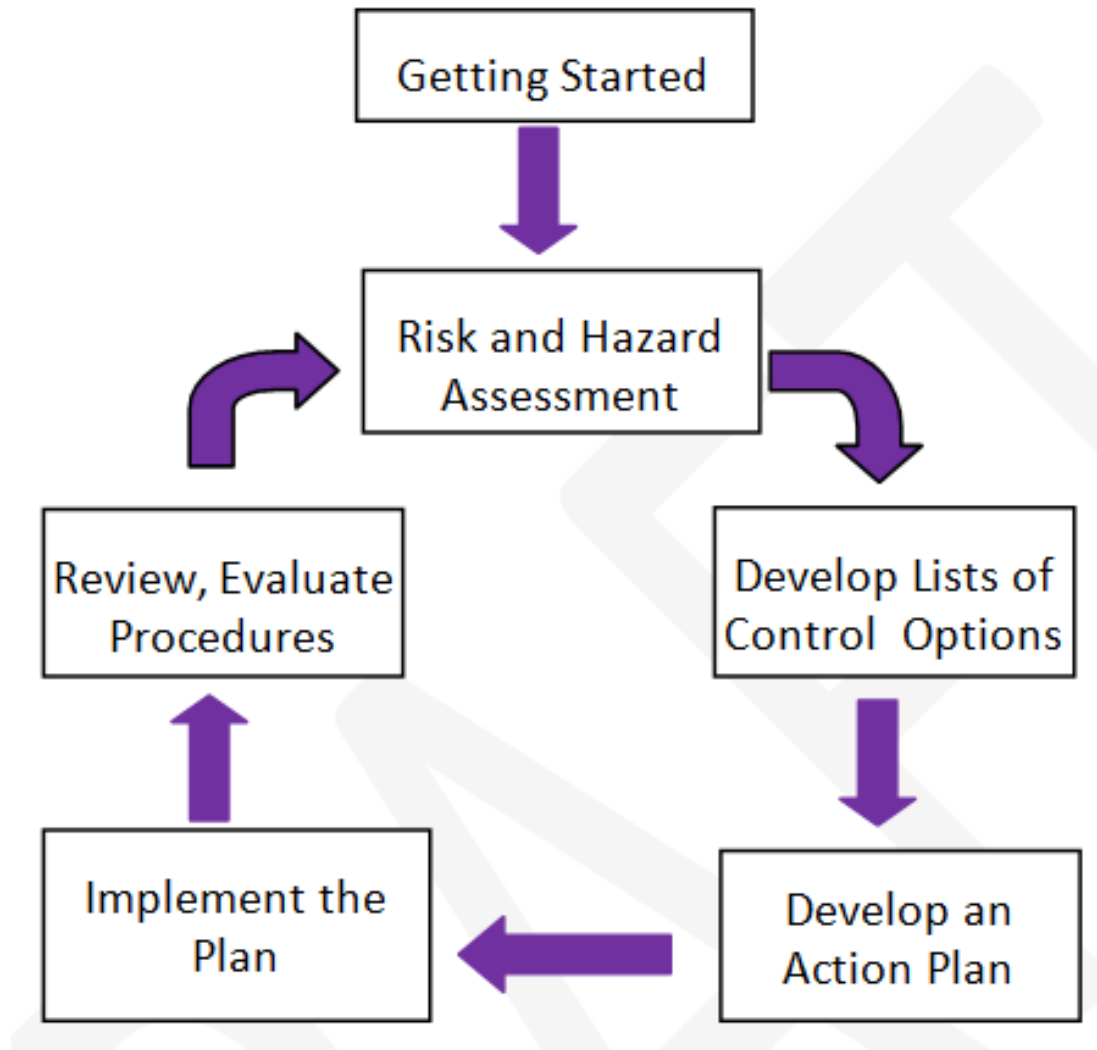 Getting Started
Risk and Hazard
Assessment
Develop Lists of
Control  Options
Develop an
Action Plan
Implement the
Plan
Review, Evaluate
Procedures